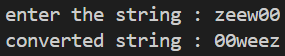 enter the string : zeew00
converted string : 00weez